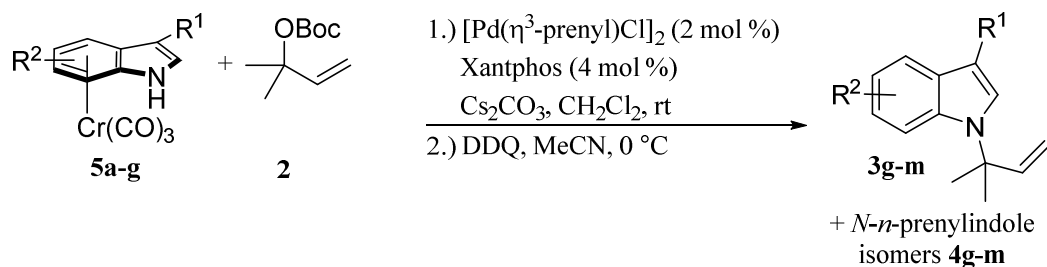 R¹
R²
N
H
Cr(CO)₃
5a-g
+
OBoc
2
1.) [Pd(η³-prenyl)Cl]₂ (2 mol %)
Xantphos (4 mol %)
Cs₂CO₃, CH₂Cl₂, rt
2.) DDQ, MeCN, 0 °C
R¹
R²
N
3g-m
+ N-n-prenylindole
isomers 4g-m